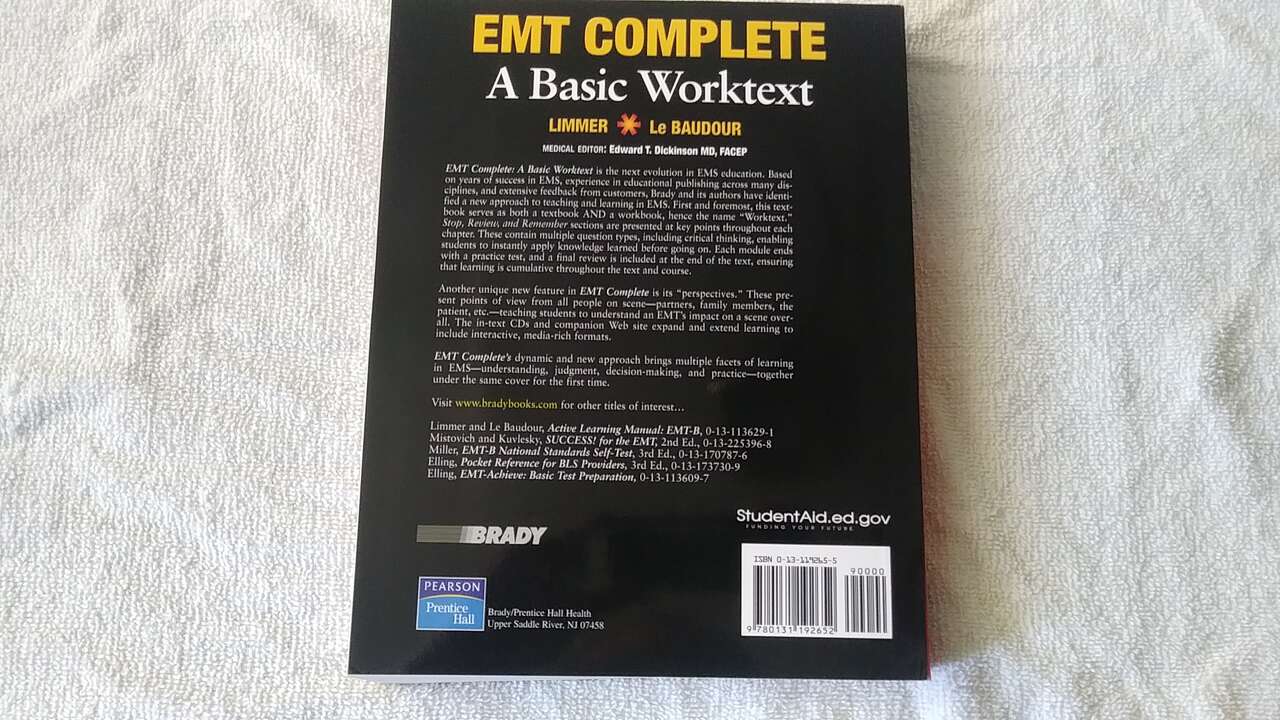 EMT COMPLETE
A Basic Worktext
LIMMER Le BAUDOUR
MEDICAL EDITOR: Edward T. Dickinson MD, FACEP
EMT Complete: A Basic Worktext is the next evolution in EMS education. Based
on years of success in EMS, experience in educational publishing across many dis-
ciplines, and extensive feedback from customers, Brady and its authors have identi-
fied a new approach to teaching and learning in EMS. First and foremost, this text-
book serves as both a textbook AND a workbook, hence the name “Worktext.”
Stop, Review, and Remember sections are presented at key points throughout each
chapter. These contain multiple question types, including critical thinking, enabling
students to instantly apply knowledge learned before going on. Each module ends
with a practice test, and a final review is included at the end of the text, ensuring
that learning is cumulative throughout the text and course.
Another unique new feature in EMT Complete is its “perspectives.” These pre-
sent points of view from all people on scene—partners, family members, the
patient, etc.—teaching students to understand an EMT’s impact on a scene over-
all. The in-text CDs and companion Web site expand and extend learning to
include interactive, media-rich formats.
EMT Complete’s dynamic and new approach brings multiple facets of learning
in EMS—understanding, judgment, decision-making, and practice—together
under the same cover for the first time.
Visit www.bradybooks.com for other titles of interest…
Limmer and Le Baudour, Active Learning Manual: EMT-B, 0-13-113629-1
Mistovich and Kuvlesky, SUCCESS! for the EMT, 2nd Ed., 0-13-225396-8
Miller, EMT-B National Standards Self-Test, 3rd Ed., 0-13-170787-6
Elling, Pocket Reference for BLS Providers, 3rd Ed., 0-13-173730-9
Elling, EMT-Achieve: Basic Test Preparation, 0-13-113609-7
StudentAid.ed.gov
FUNDING YOUR FUTURE
BRADY
ISBN 0-13-119265-5
90000
9 780131 192652
PEARSON
Prentice
Hall
Brady/Prentice Hall Health
Upper Saddle River, NJ 07458